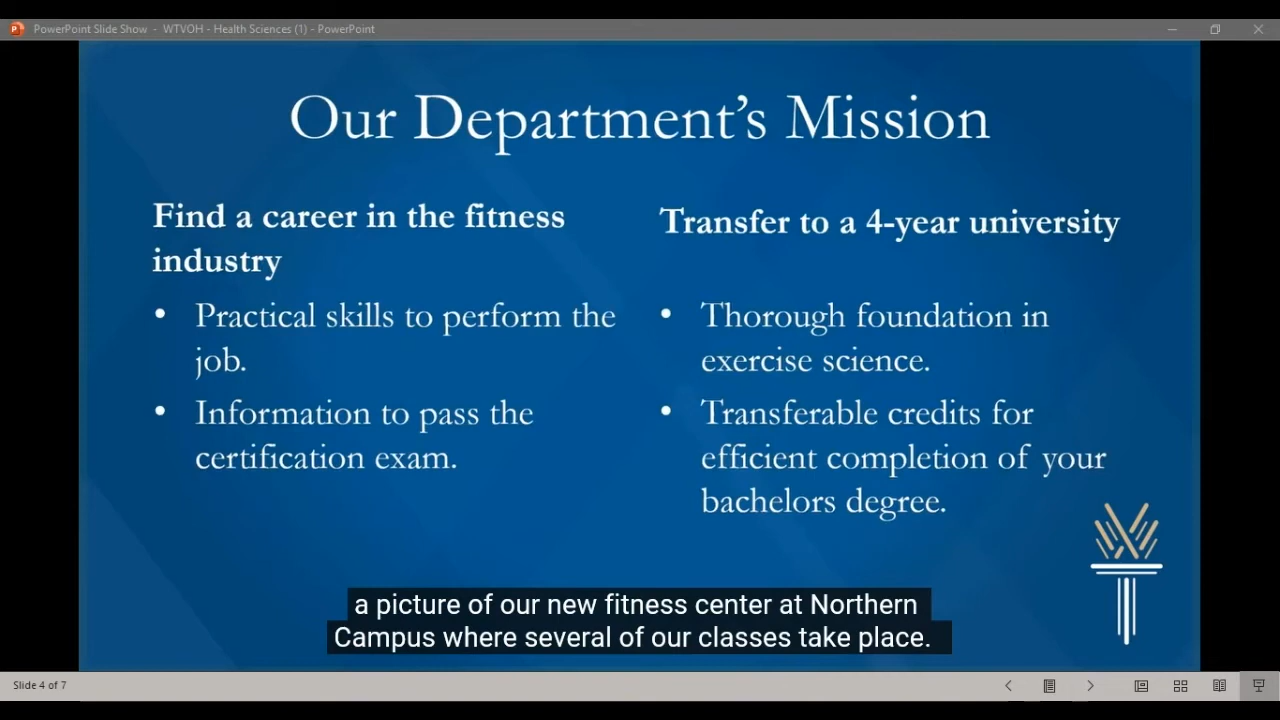 PowerPoint Slide Show - WTVOH - Health Sciences (1) - PowerPoint
Our Department's Mission
Find a career in the fitness
industry
• Practical skills to perform the
job.
• Information to pass the
certification exam.
Transfer to a 4-year university
• Thorough foundation in
exercise science.
• Transferable credits for
efficient completion of your
bachelors degree.
a picture of our new fitness center at Northern
Campus where several of our classes take place.
Slide 4 of 7